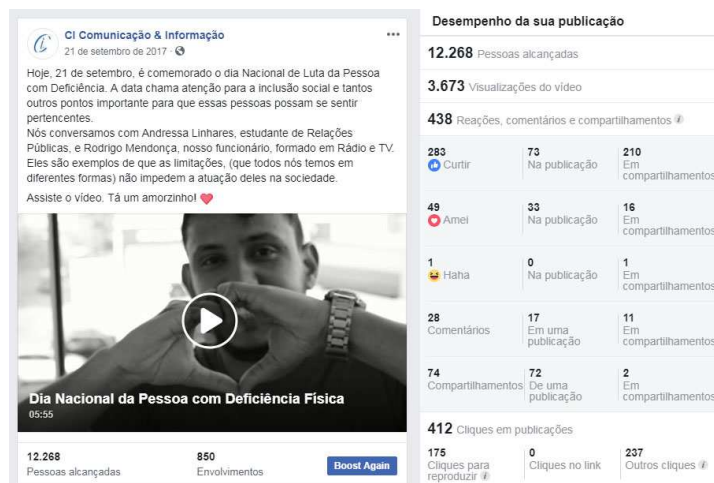 CI Comunicação & Informação
21 de setembro de 2017
Hoje, 21 de setembro, é comemorado o dia Nacional de Luta da Pessoa
com Deficiência. A data chama atenção para a inclusão social e tantos
outros pontos importante para que essas pessoas possam se sentir
pertencentes.
Nós conversamos com Andressa Linhares, estudante de Relações
Públicas, e Rodrigo Mendonça, nosso funcionário, formado em Rádio e TV.
Eles são exemplos de que as limitações, (que todos nós temos em
diferentes formas) não impedem a atuação deles na sociedade.
Assiste o vídeo. Tá um amorzinho!
Dia Nacional da Pessoa com Deficiência Física
05:55
12.268
Pessoas alcançadas
850
Envolvimentos
Boost Again
Desempenho da sua publicação
12.268 Pessoas alcançadas
3.673 Visualizações do vídeo
438 Reações, comentários e compartilhamentos
283
Curtir
73
Na publicação
210
Em
compartilhamentos
49
Amei
33
Na publicação
16
Em
compartilhamentos
1
Haha
0
Na publicação
1
Em
compartilhamentos
28
Comentários
17
Em uma
publicação
11
Em
compartilhamentos
74
Compartilhamentos
72
De uma
publicação
2
Em
compartilhamentos
412 Cliques em publicações
175
Cliques para
reproduzir
0
Cliques no link
237
Outros cliques